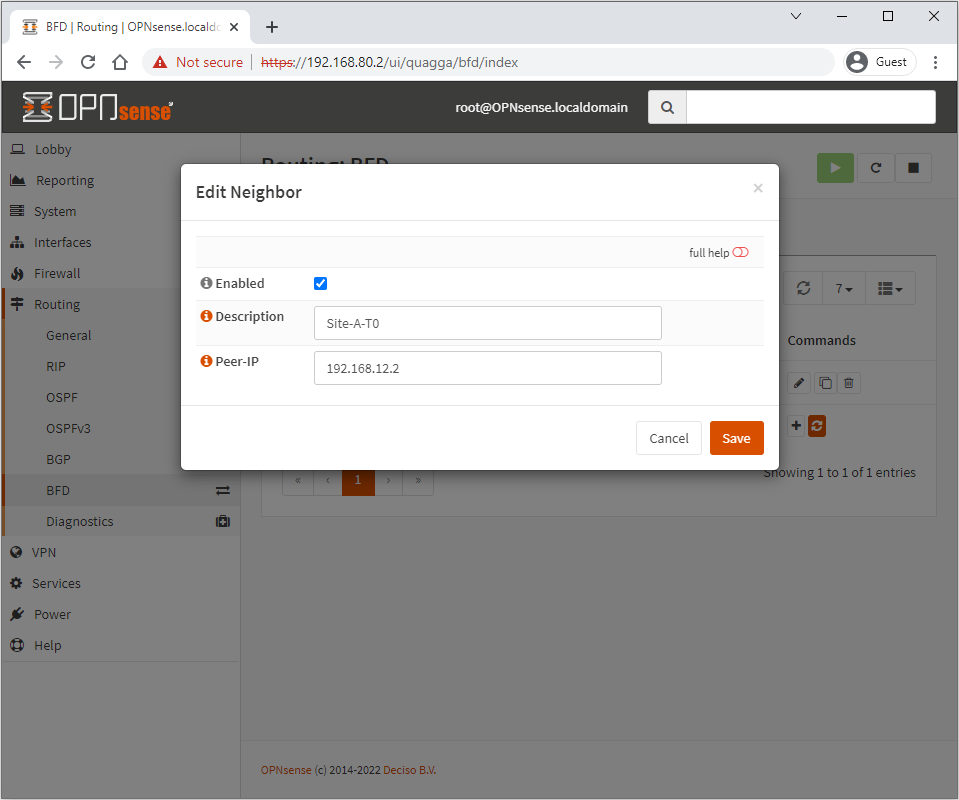 BFD | Routing | OPNsense.localdo
Not secure https://192.168.80.2/ui/quagga/bfd/index Guest
OPNsense root@OPNsense.localdomain
Lobby
Reporting
System
Interfaces
Firewall
Routing
General
RIP
OSPF
OSPFv3
BGP
BFD
Diagnostics
VPN
Services
Power
Help
Routing: BFD
Edit Neighbor ×
full help
Enabled
Description Site-A-T0
Peer-IP 192.168.12.2
Cancel Save
7
Commands
« ‹ 1 › »
Showing 1 to 1 of 1 entries
OPNsense (c) 2014-2022 Deciso B.V.